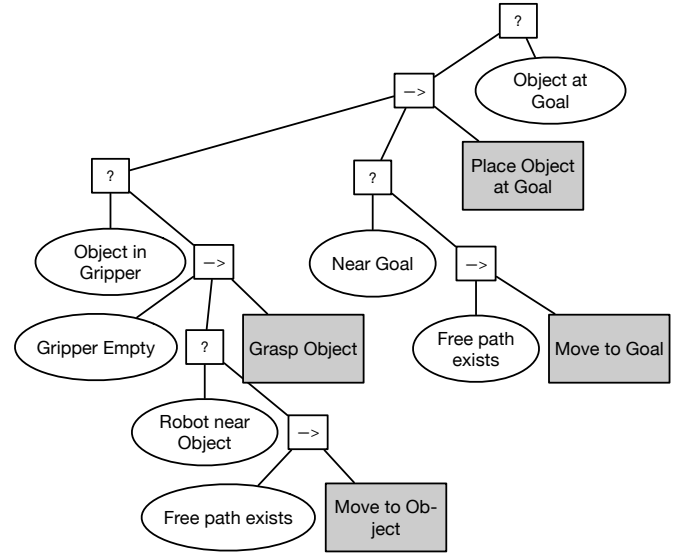 ?
Object at
Goal
—>
Place Object
at Goal
?
?
Object in
Gripper
—>
Near Goal
—>
Gripper Empty
?
Grasp Object
Free path
exists
Move to Goal
Robot near
Object
—>
Free path exists
Move to Ob-
ject